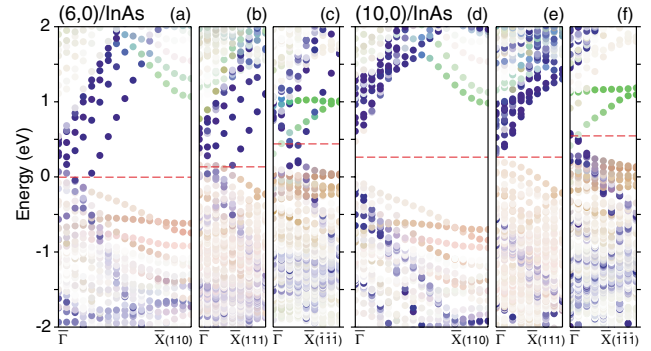 (6,0)/InAs (a) (b) (c) (10,0)/InAs (d) (e) (f)
2
1
0
-1
-2
Energy (eV)
Γ̅ X̅(110) Γ̅ X̅(111) Γ̅ X̅(1̅1̅1̅) Γ̅ X̅(110) Γ̅ X̅(111) Γ̅ X̅(1̅1̅1̅)